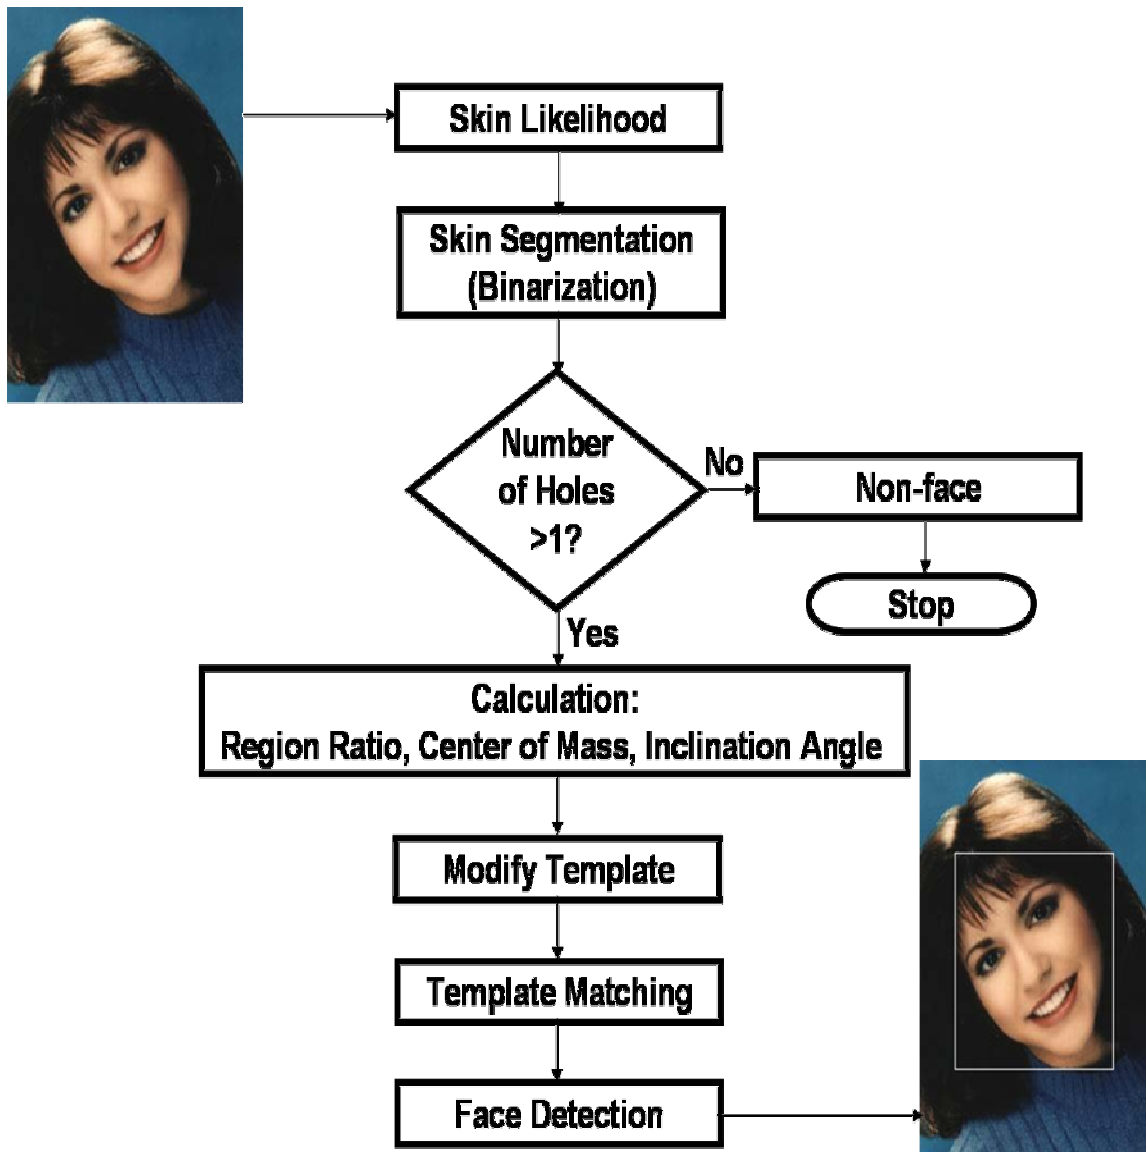 Skin Likelihood
Skin Segmentation
(Binarization)
Number
of Holes
>1?
No
Non-face
Stop
Yes
Calculation:
Region Ratio, Center of Mass, Inclination Angle
Modify Template
Template Matching
Face Detection